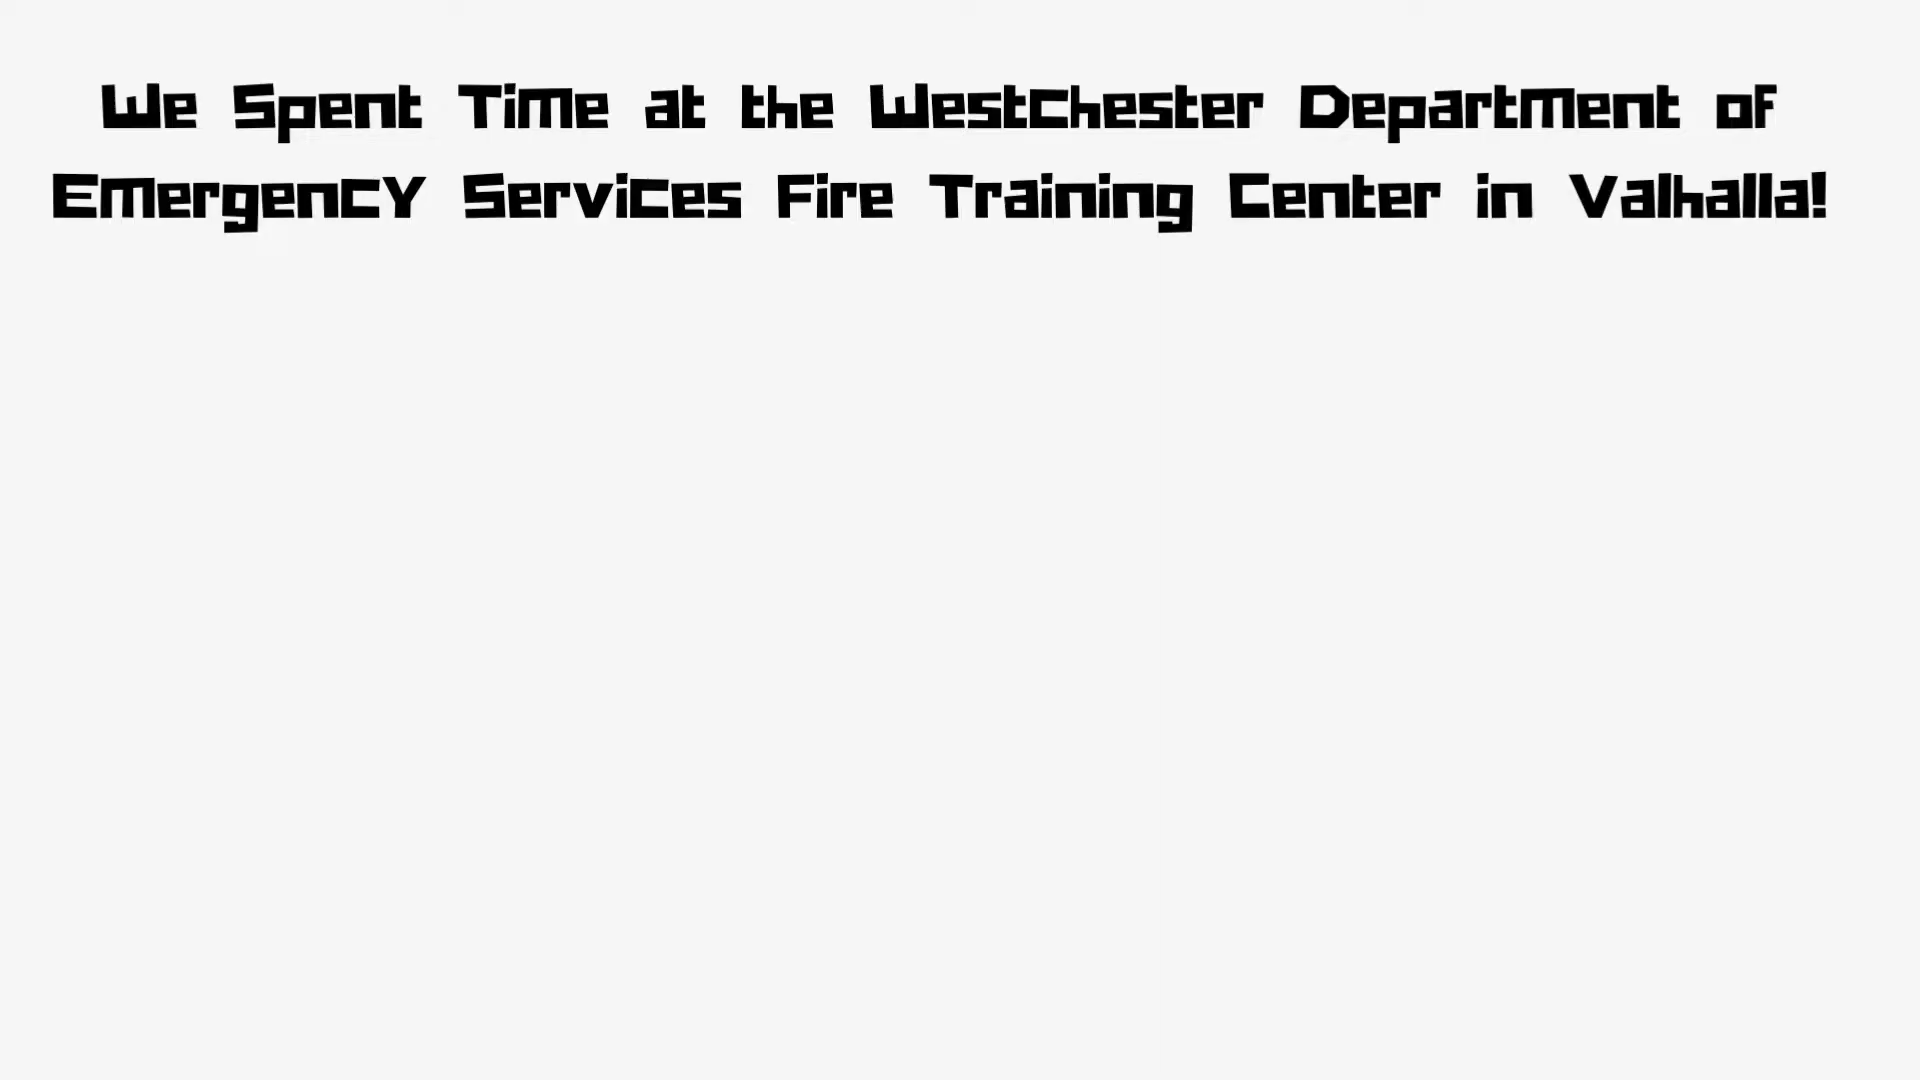 We Spent Time at the Westchester Department of
Emergency Services Fire Training Center in Valhalla!